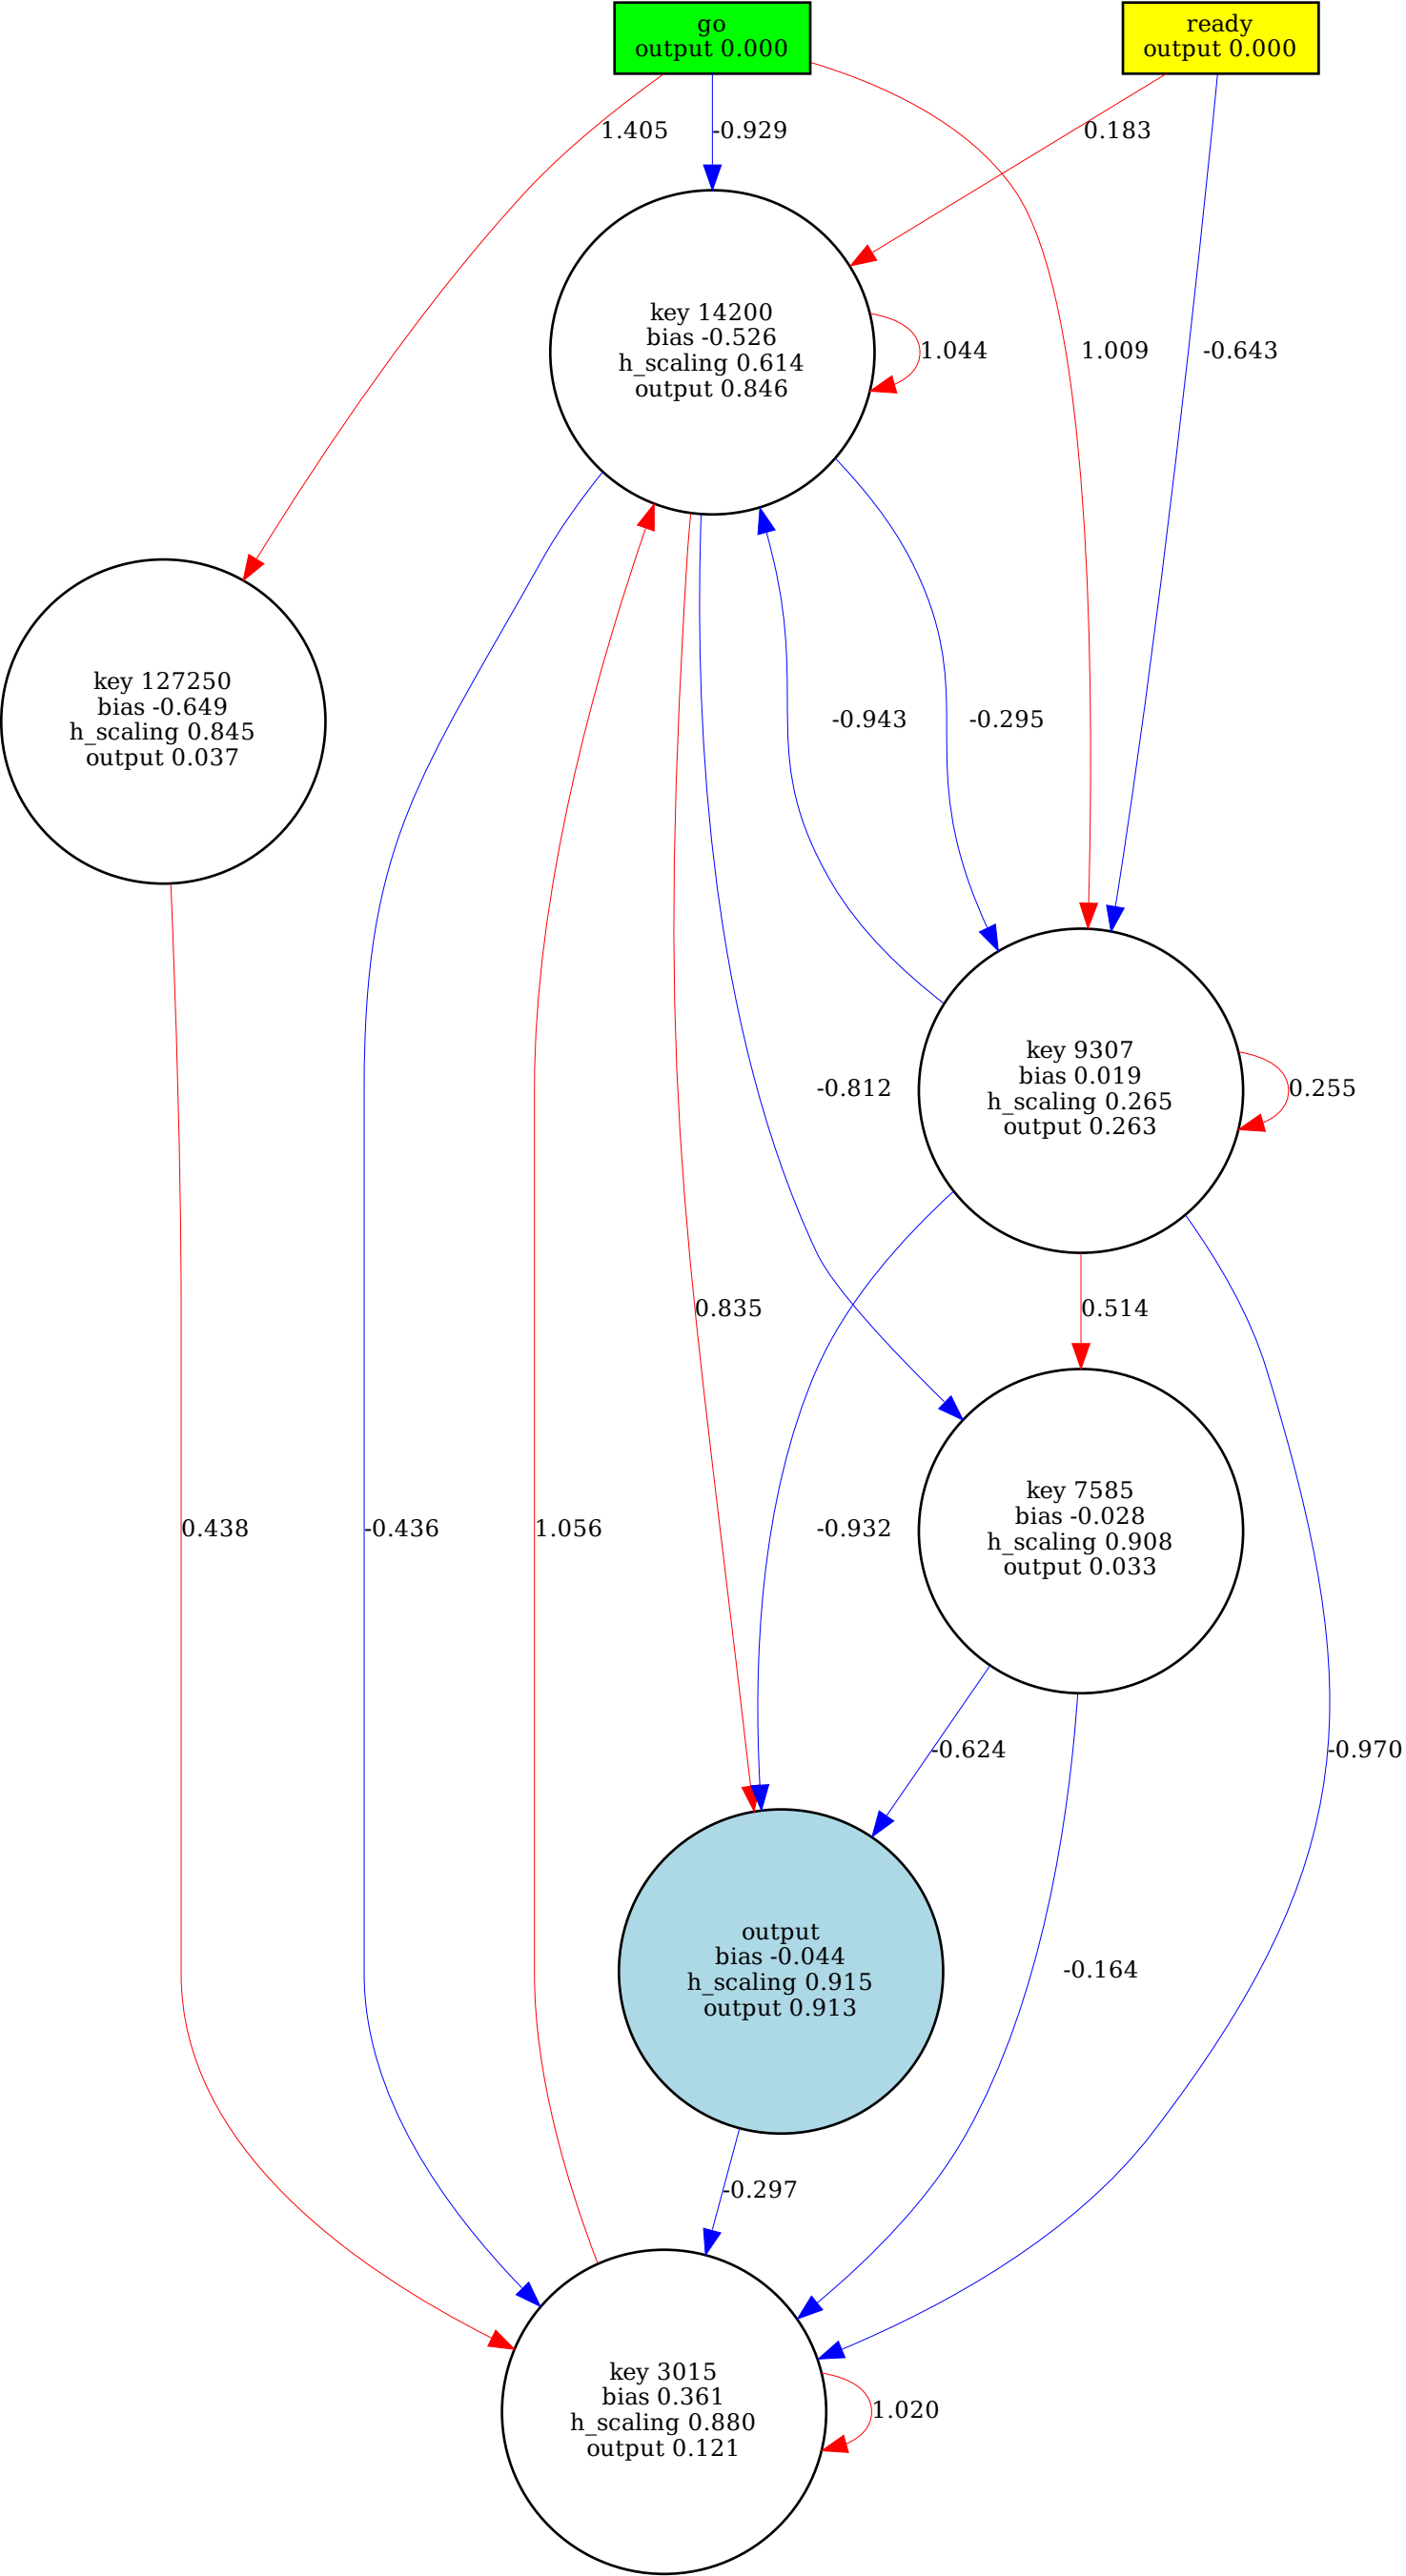 go
output 0.000
ready
output 0.000
1.405
-0.929
0.183
key 14200
bias -0.526
h_scaling 0.614
output 0.846
1.044
1.009
-0.643
key 127250
bias -0.649
h_scaling 0.845
output 0.037
-0.943
-0.295
key 9307
bias 0.019
h_scaling 0.265
output 0.263
-0.812
0.255
0.835
0.514
key 7585
bias -0.028
h_scaling 0.908
output 0.033
0.438
-0.436
1.056
-0.932
-0.624
-0.970
output
bias -0.044
h_scaling 0.915
output 0.913
-0.164
-0.297
key 3015
bias 0.361
h_scaling 0.880
output 0.121
1.020